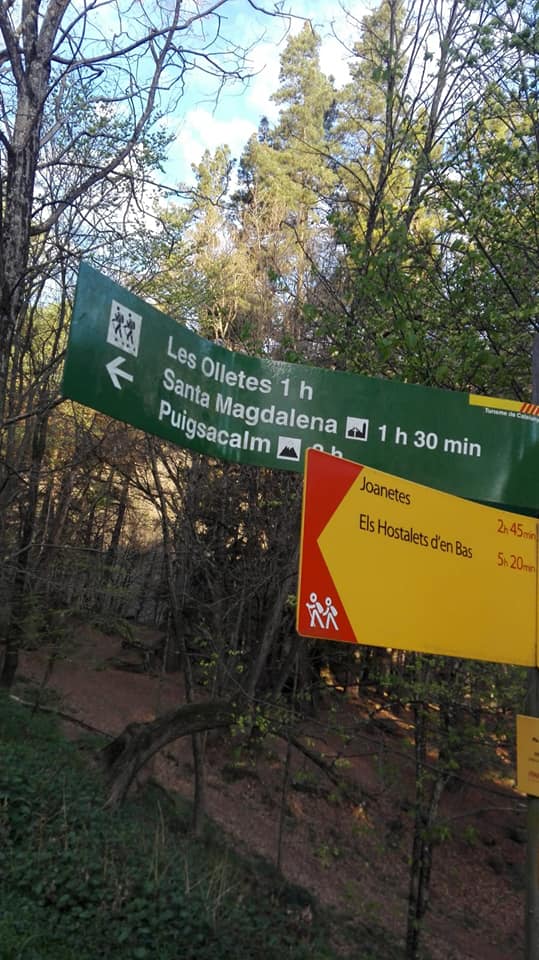 Les Olletes 1 h
Santa Magdalena 1 h 30 min
Puigsacalm h
Turisme de
Joanetes 2h 45min
Els Hostalets d'en Bas 5h 20min